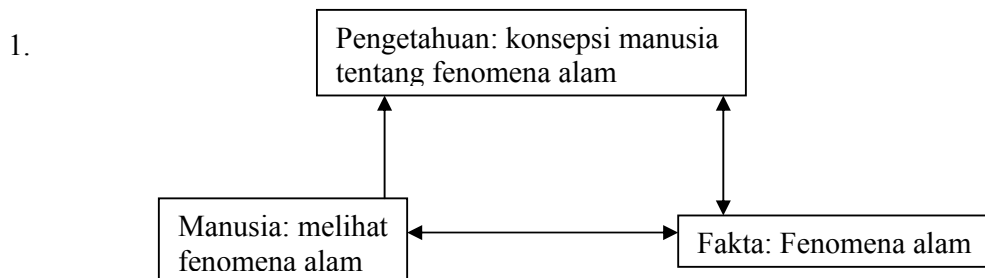 1.
Pengetahuan: konsepsi manusia
tentang fenomena alam
Manusia: melihat
fenomena alam
Fakta: Fenomena alam